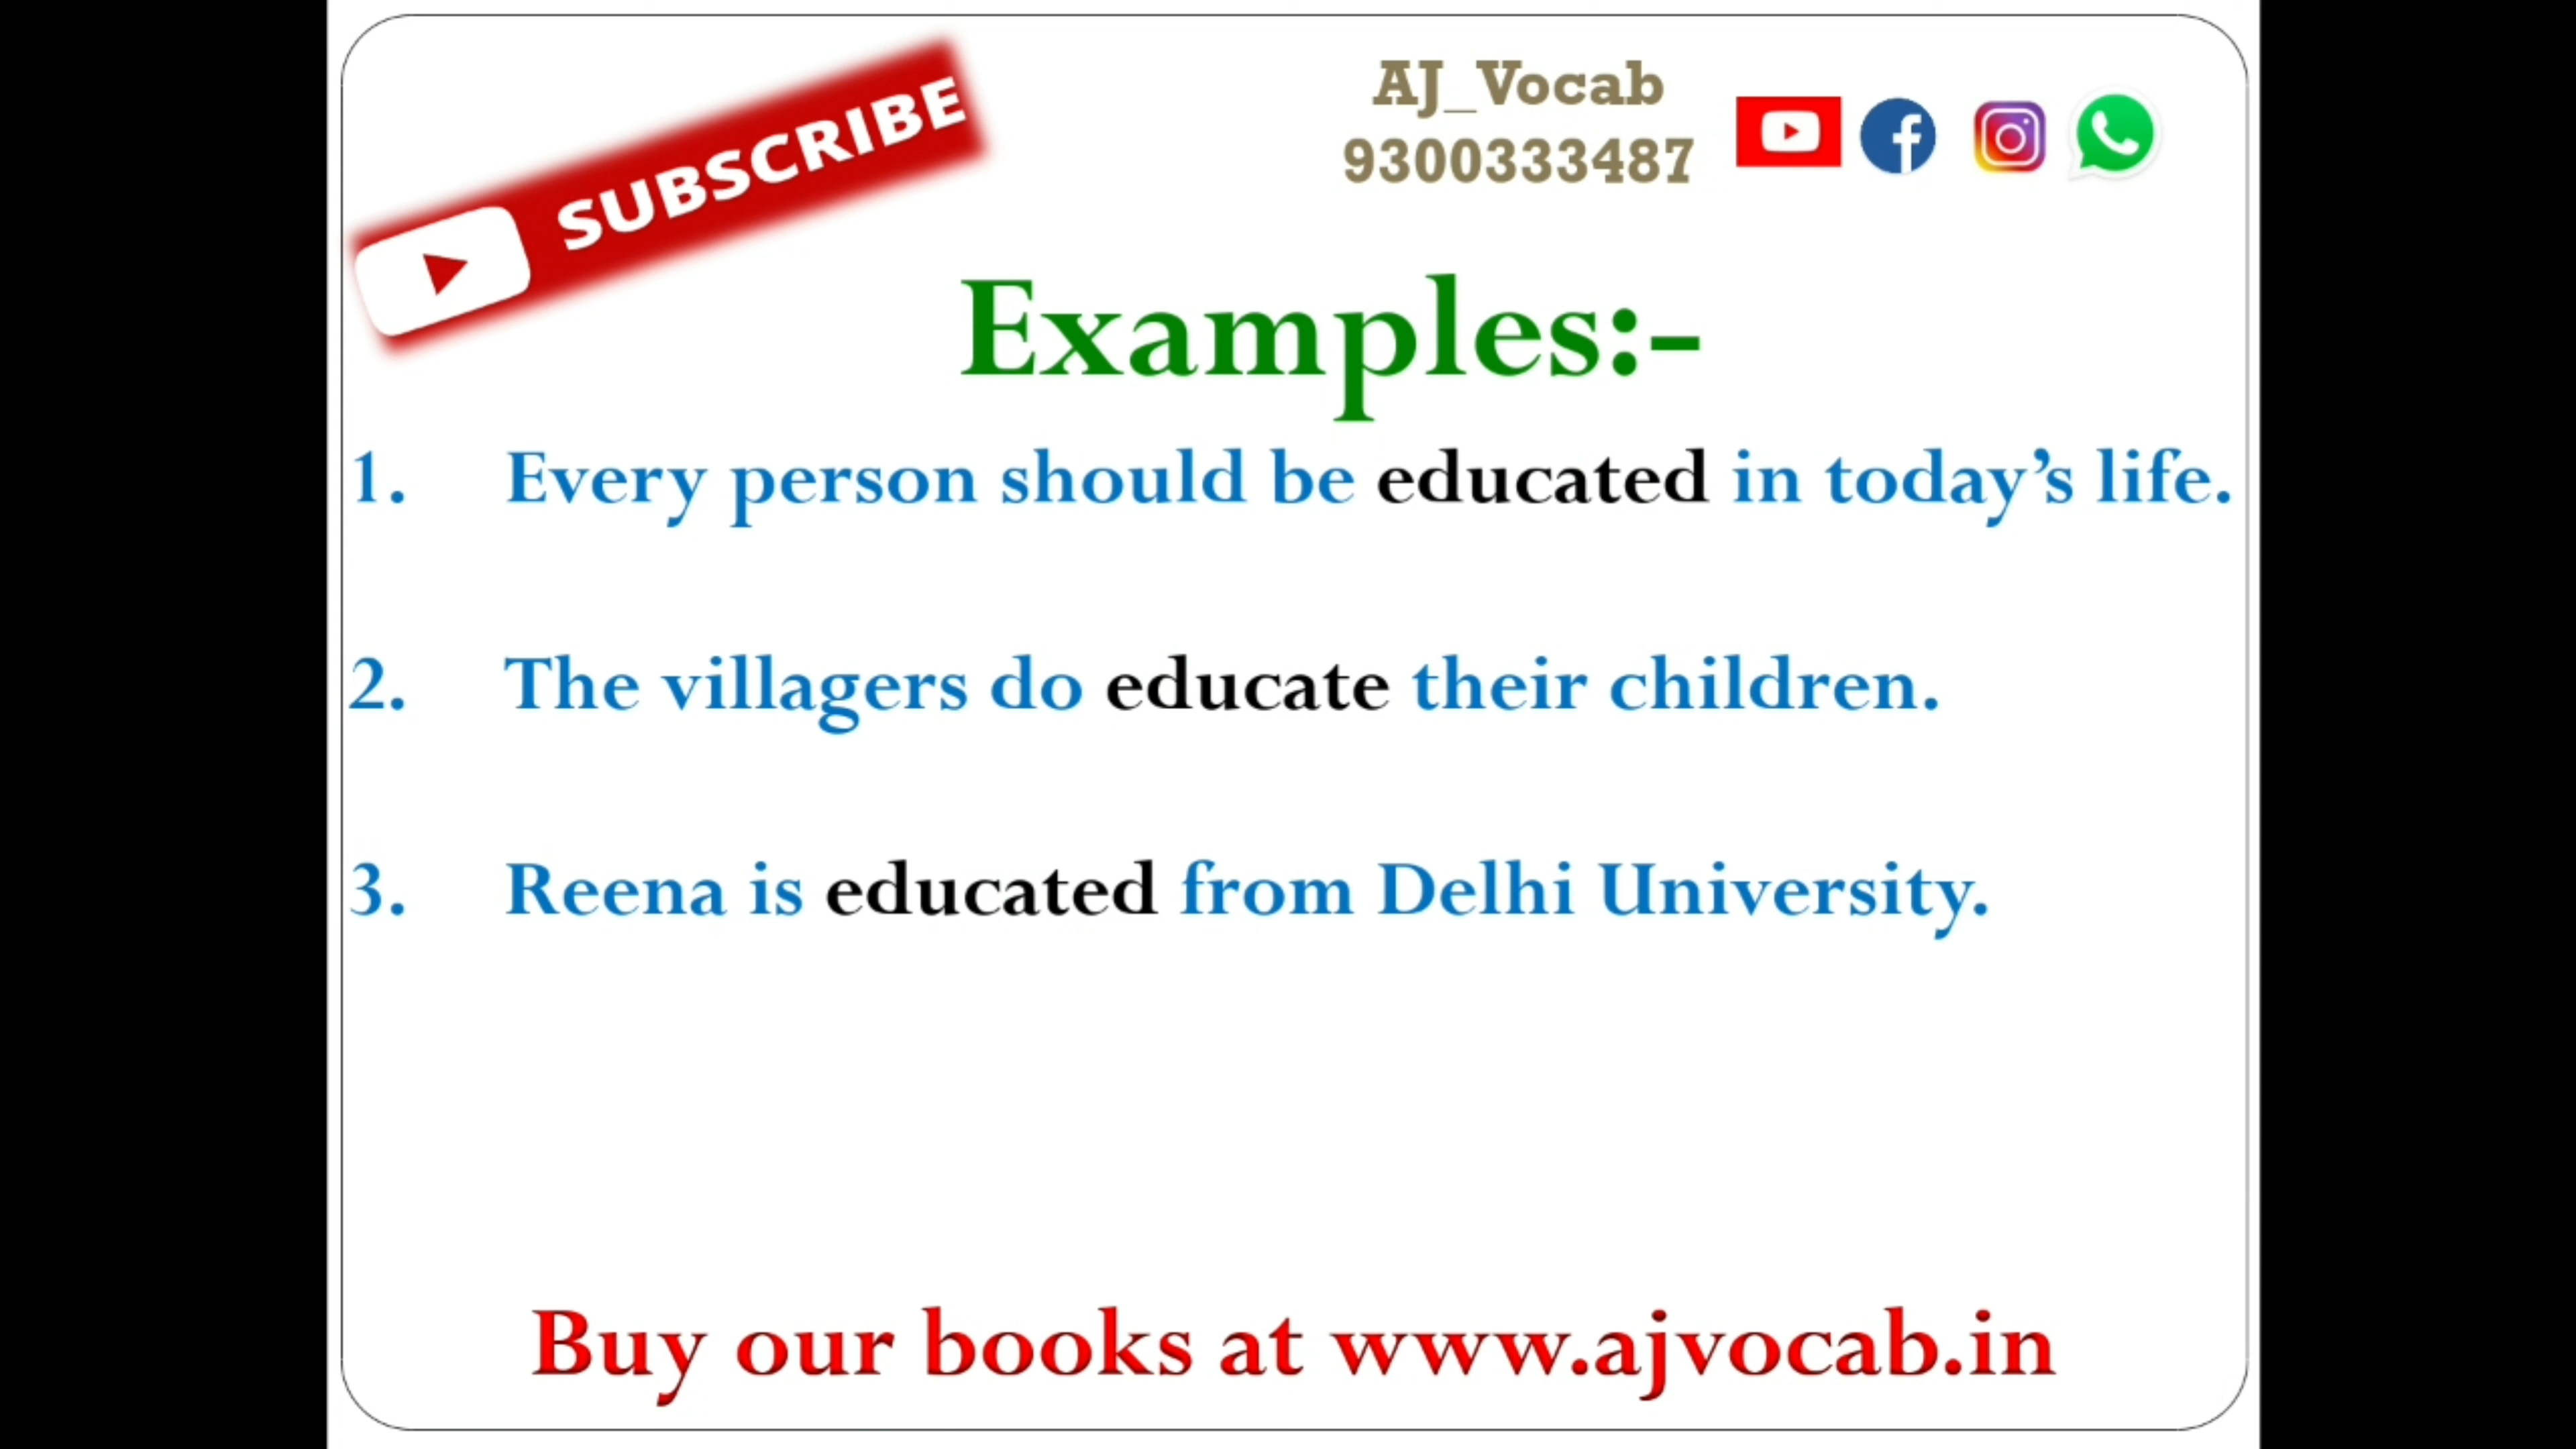 SUBSCRIBE
AJ_Vocab
9300333487
Examples:-
1. Every person should be educated in today’s life.
2. The villagers do educate their children.
3. Reena is educated from Delhi University.
Buy our books at www.ajvocab.in